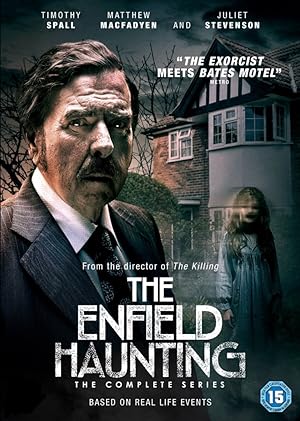 TIMOTHY SPALL
MATTHEW MACFADYEN
AND
JULIET STEVENSON
"THE EXORCIST
MEETS BATES MOTEL"
METRO
From the director of The Killing
THE
ENFIELD
HAUNTING
THE COMPLETE SERIES
BASED ON REAL LIFE EVENTS
15